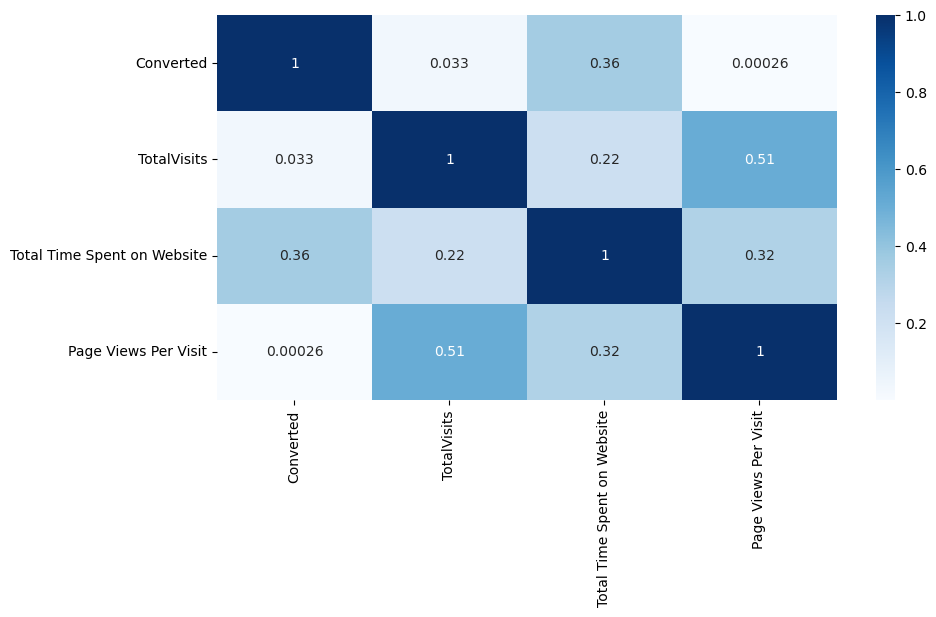 Converted
1
0.033
0.36
0.00026
TotalVisits
0.033
1
0.22
0.51
Total Time Spent on Website
0.36
0.22
1
0.32
Page Views Per Visit
0.00026
0.51
0.32
1
Converted
TotalVisits
Total Time Spent on Website
Page Views Per Visit
1.0
0.8
0.6
0.4
0.2